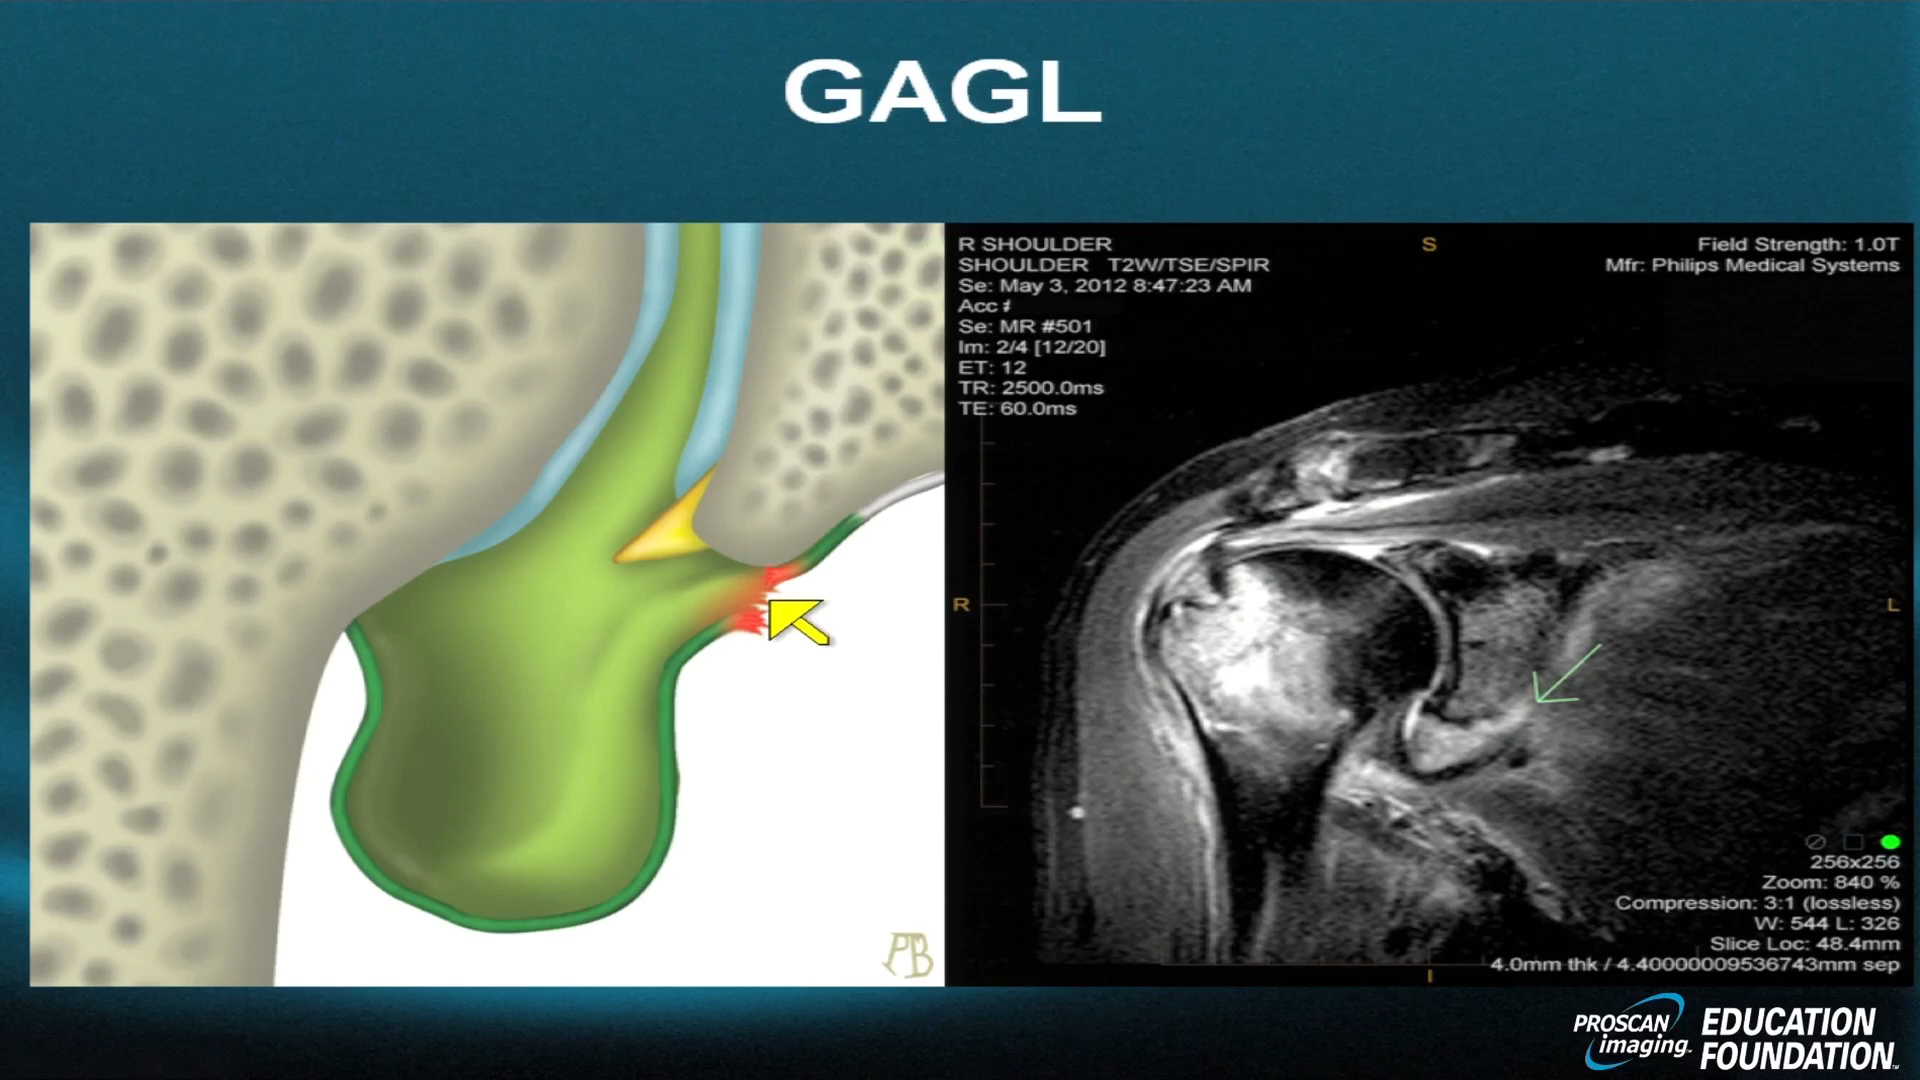 GAGL
R SHOULDER
SHOULDER T2W/TSE/SPIR
Se: May 3, 2012 8:47:23 AM
Acc #
Se: MR #501
Im: 2/4 [12/20]
ET: 12
TR: 2500.0ms
TE: 60.0ms
S
Field Strength: 1.0T
Mfr: Philips Medical Systems
R
L
256x256
Zoom: 840 %
Compression: 3:1 (lossless)
W: 544 L: 326
Slice Loc: 48.4mm
4.0mm thk / 4.40000009536743mm sep
I
PB
PROSCAN
imaging
EDUCATION
FOUNDATION